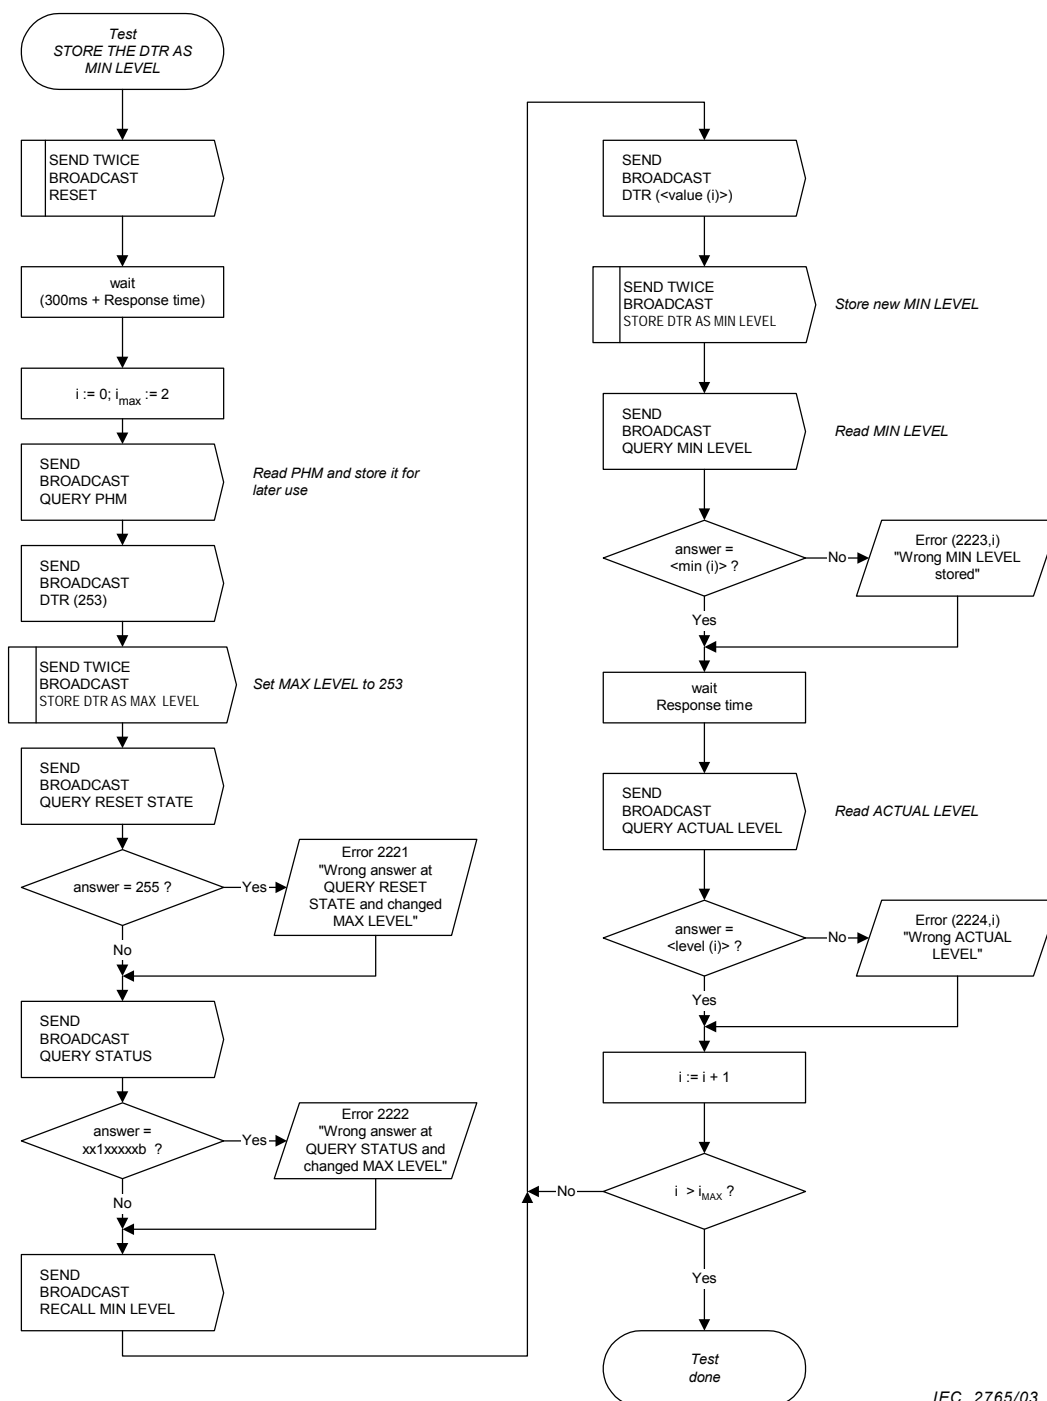 Test
STORE THE DTR AS
MIN LEVEL
SEND TWICE
BROADCAST
RESET
wait
(300ms + Response time)
i := 0; imax := 2
SEND
BROADCAST
QUERY PHM
Read PHM and store it for
later use
SEND
BROADCAST
DTR (253)
SEND TWICE
BROADCAST
STORE DTR AS MAX LEVEL
Set MAX LEVEL to 253
SEND
BROADCAST
QUERY RESET STATE
answer = 255 ?
Yes
Error 2221
"Wrong answer at
QUERY RESET
STATE and changed
MAX LEVEL"
No
SEND
BROADCAST
QUERY STATUS
answer =
xx1xxxxxb ?
Yes
Error 2222
"Wrong answer at
QUERY STATUS and
changed MAX LEVEL"
No
SEND
BROADCAST
RECALL MIN LEVEL
SEND
BROADCAST
DTR (<value (i)>)
SEND TWICE
BROADCAST
STORE DTR AS MIN LEVEL
Store new MIN LEVEL
SEND
BROADCAST
QUERY MIN LEVEL
Read MIN LEVEL
answer =
<min (i)> ?
No
Error (2223,i)
"Wrong MIN LEVEL
stored"
Yes
wait
Response time
SEND
BROADCAST
QUERY ACTUAL LEVEL
Read ACTUAL LEVEL
answer =
<level (i)> ?
No
Error (2224,i)
"Wrong ACTUAL
LEVEL"
Yes
i := i + 1
i > iMAX ?
No
Yes
Test
done
IEC 2765/03